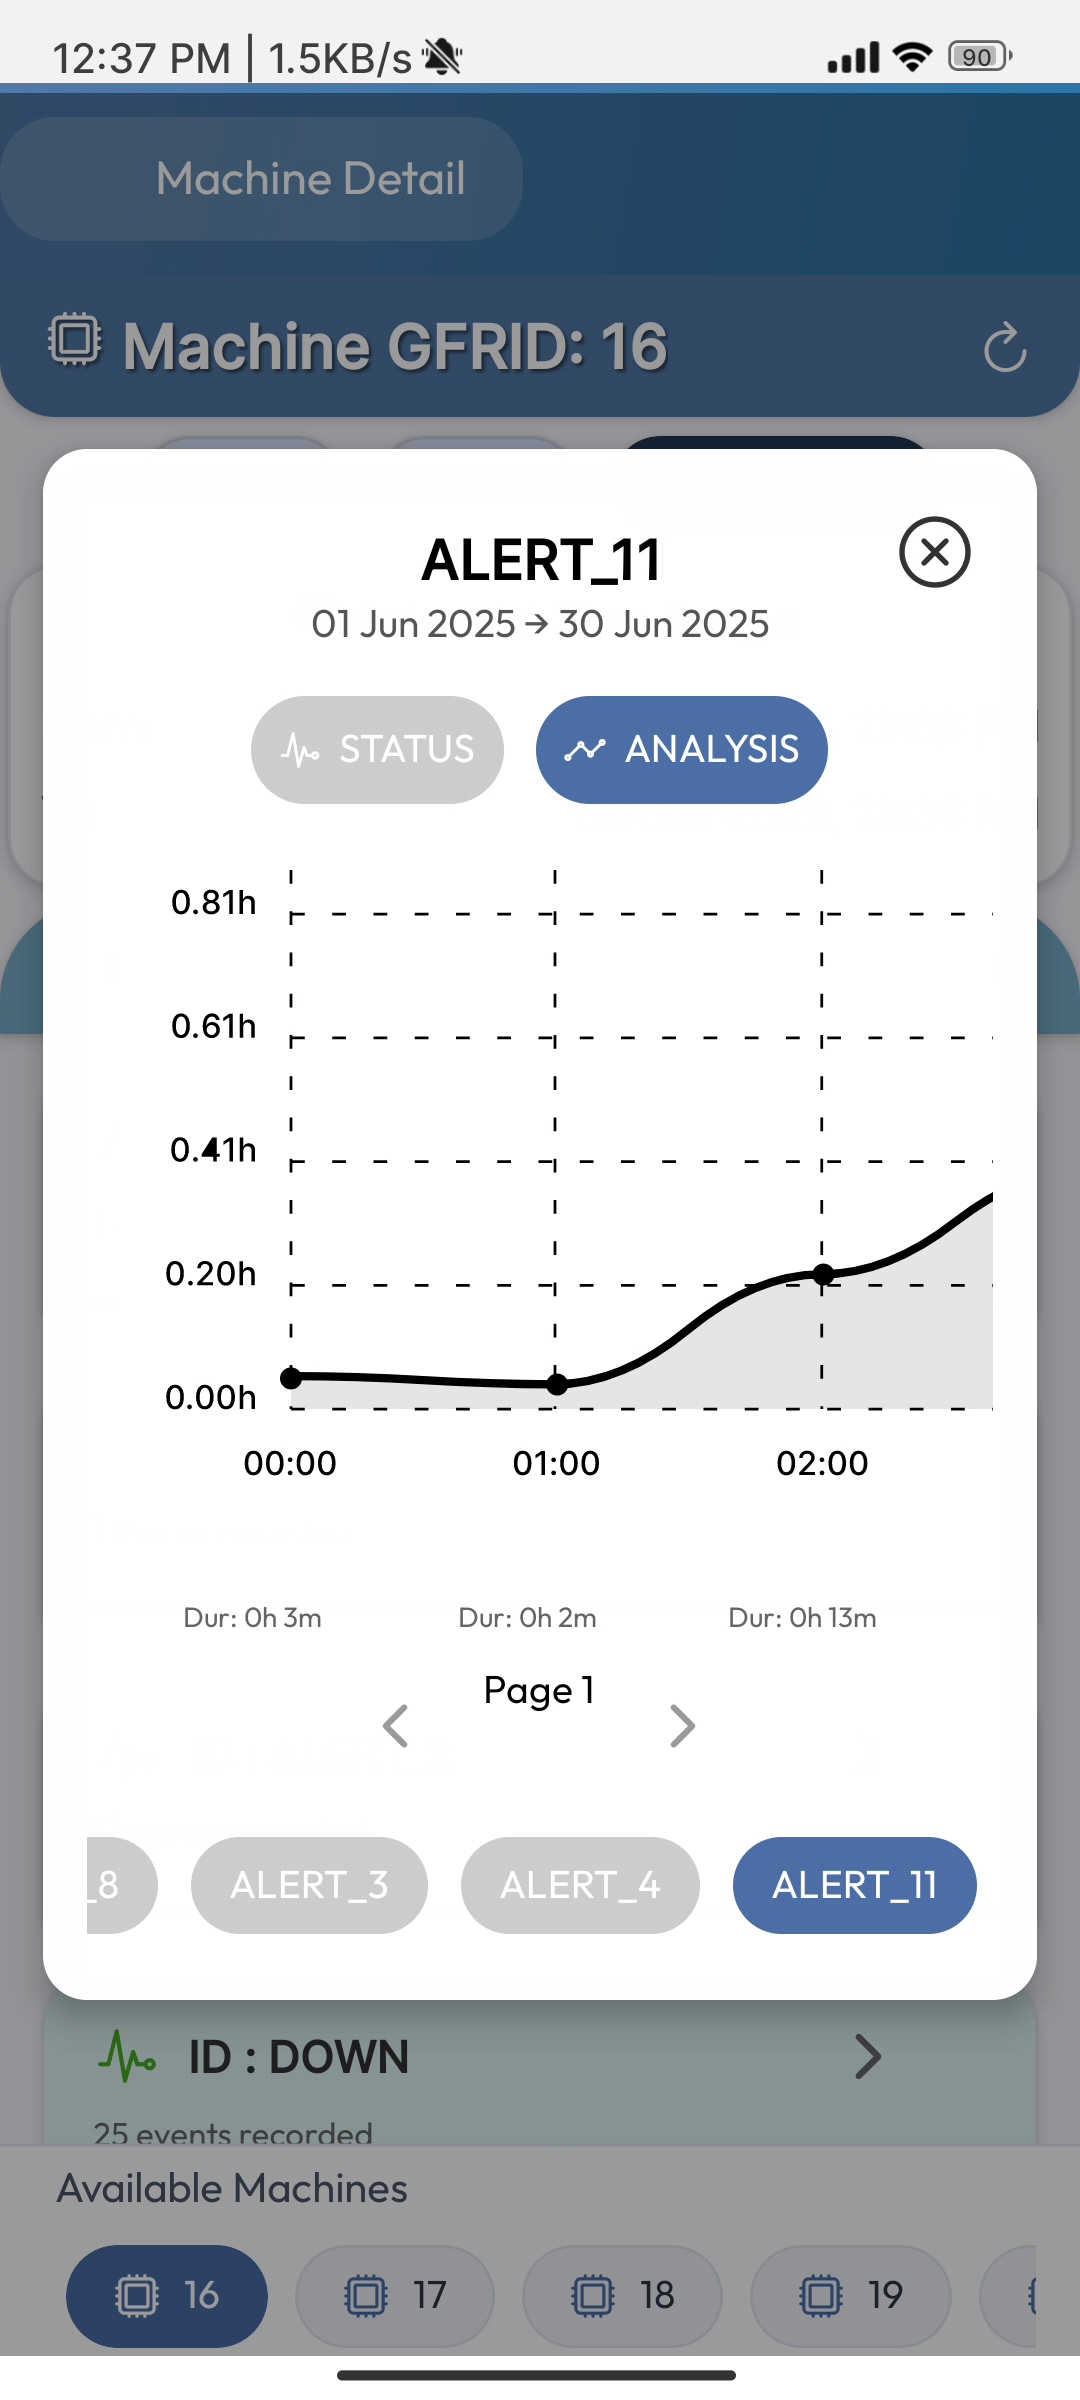 12:37 PM | 1.5KB/s
90
Machine Detail
Machine GFRID: 16
ALERT_11
01 Jun 2025 → 30 Jun 2025
STATUS
ANALYSIS
0.81h
0.61h
0.41h
0.20h
0.00h
00:00 01:00 02:00
Dur: 0h 3m Dur: 0h 2m Dur: 0h 13m
Page 1
_8 ALERT_3 ALERT_4 ALERT_11
ID : DOWN
25 events recorded
Available Machines
16 17 18 19